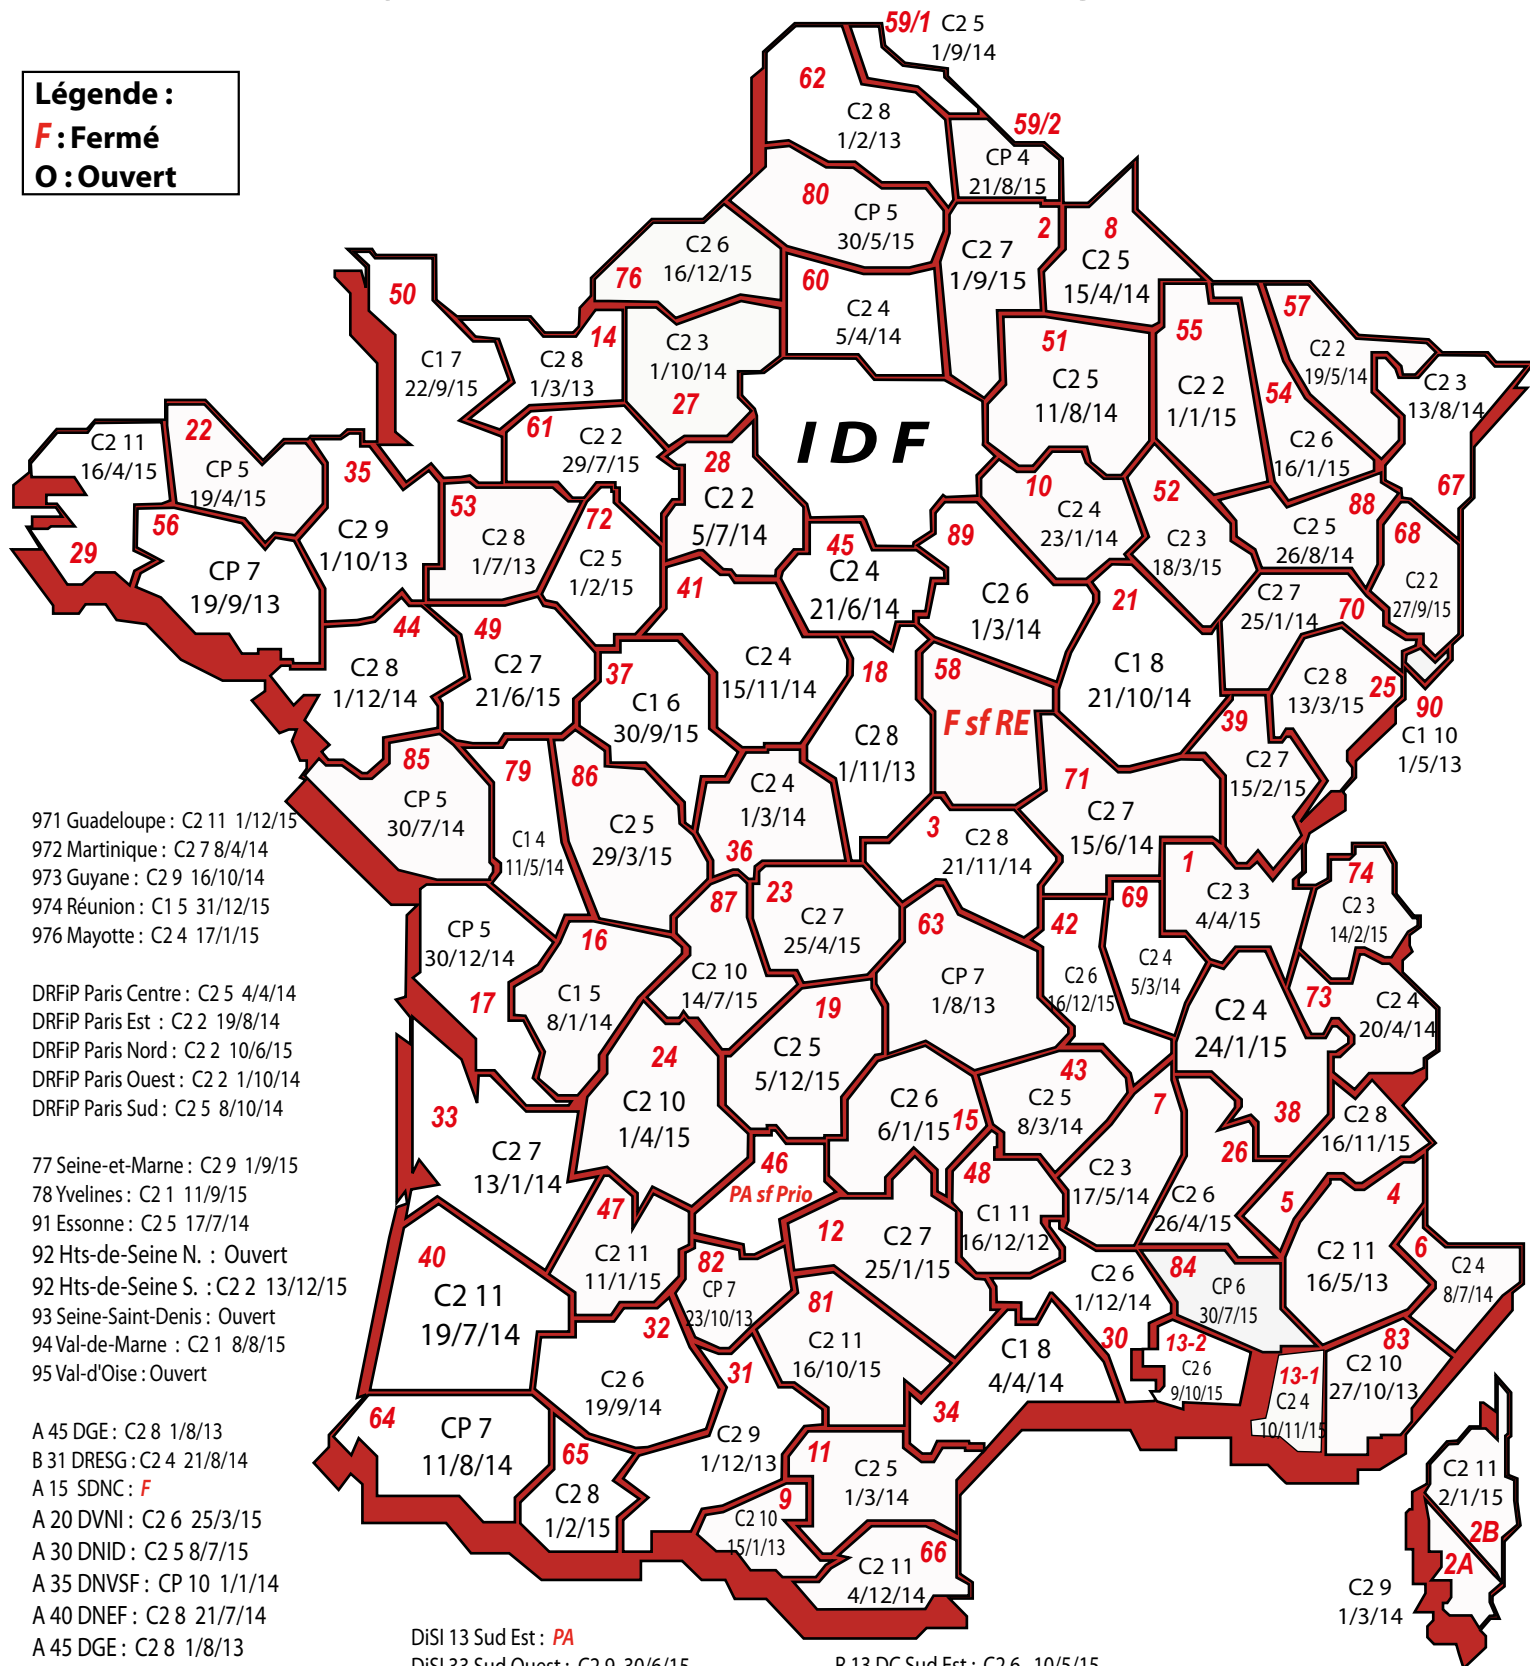 Légende :
F : Fermé
O : Ouvert
59/1 C2 5
1/9/14
62
C2 8
1/2/13
59/2
CP 4
21/8/15
80
CP 5
30/5/15
2
C2 7
1/9/15
8
C2 5
15/4/14
76
C2 6
16/12/15
60
C2 4
5/4/14
50
C1 7
22/9/15
14
C2 8
1/3/13
27
C2 3
1/10/14
51
C2 5
11/8/14
55
C2 2
1/1/15
57
C2 2
19/5/14
54
C2 6
16/1/15
67
C2 3
13/8/14
IDF
61
C2 2
29/7/15
28
C2 2
5/7/14
29
C2 11
16/4/15
22
CP 5
19/4/15
56
CP 7
19/9/13
35
C2 9
1/10/13
53
C2 8
1/7/13
72
C2 5
1/2/15
41
C2 4
15/11/14
45
C2 4
21/6/14
89
C2 6
1/3/14
10
C2 4
23/1/14
52
C2 3
18/3/15
88
C2 5
26/8/14
68
C2 2
27/9/15
70
C2 7
25/1/14
21
C1 8
21/10/14
25
C2 8
13/3/15
90
C1 10
1/5/13
39
C2 7
15/2/15
44
C2 8
1/12/14
49
C2 7
21/6/15
37
C1 6
30/9/15
18
C2 8
1/11/13
58
F sf RE
71
C2 7
15/6/14
85
CP 5
30/7/14
79
C1 4
11/5/14
86
C2 5
29/3/15
36
C2 4
1/3/14
3
C2 8
21/11/14
1
C2 3
4/4/15
74
C2 3
14/2/15
69
C2 4
5/3/14
42
C2 6
16/12/15
63
CP 7
1/8/13
23
C2 7
25/4/15
87
C2 10
14/7/15
16
C1 5
8/1/14
17
CP 5
30/12/14
19
C2 5
5/12/15
24
C2 10
1/4/15
33
C2 7
13/1/14
15
C2 6
6/1/15
43
C2 5
8/3/14
7
C2 3
17/5/14
38
C2 4
24/1/15
73
C2 4
20/4/14
26
C2 6
26/4/15
5
C2 8
16/11/15
4
C2 11
16/5/13
6
C2 4
8/7/14
46
PA sf Prio
47
C2 11
11/1/15
48
C1 11
16/12/12
12
C2 7
25/1/15
40
C2 11
19/7/14
82
CP 7
23/10/13
81
C2 11
16/10/15
32
C2 6
19/9/14
31
C2 9
1/12/13
30
C2 6
1/12/14
84
CP 6
30/7/15
13-2
C2 6
9/10/15
13-1
C2 4
10/11/15
83
C2 10
27/10/13
34
C1 8
4/4/14
64
CP 7
11/8/14
65
C2 8
1/2/15
11
C2 5
1/3/14
9
C2 10
15/1/13
66
C2 11
4/12/14
C2 11
2/1/15
2B
2A
C2 9
1/3/14
971 Guadeloupe : C2 11 1/12/15
972 Martinique : C2 7 8/4/14
973 Guyane : C2 9 16/10/14
974 Réunion : C1 5 31/12/15
976 Mayotte : C2 4 17/1/15
DRFiP Paris Centre : C2 5 4/4/14
DRFiP Paris Est : C2 2 19/8/14
DRFiP Paris Nord : C2 2 10/6/15
DRFiP Paris Ouest : C2 2 1/10/14
DRFiP Paris Sud : C2 5 8/10/14
77 Seine-et-Marne : C2 9 1/9/15
78 Yvelines : C2 1 11/9/15
91 Essonne : C2 5 17/7/14
92 Hts-de-Seine N. : Ouvert
92 Hts-de-Seine S. : C2 2 13/12/15
93 Seine-Saint-Denis : Ouvert
94 Val-de-Marne : C2 1 8/8/15
95 Val-d'Oise : Ouvert
A 45 DGE : C2 8 1/8/13
B 31 DRESG : C2 4 21/8/14
A 15 SDNC : F
A 20 DVNI : C2 6 25/3/15
A 30 DNID : C2 5 8/7/15
A 35 DNVSF : CP 10 1/1/14
A 40 DNEF : C2 8 21/7/14
A 45 DGE : C2 8 1/8/13
DiSI 13 Sud Est : PA
DiSI 33 Sud Ouest : C2 9 30/6/15
B 13 DC Sud Est : C2 6 10/5/15